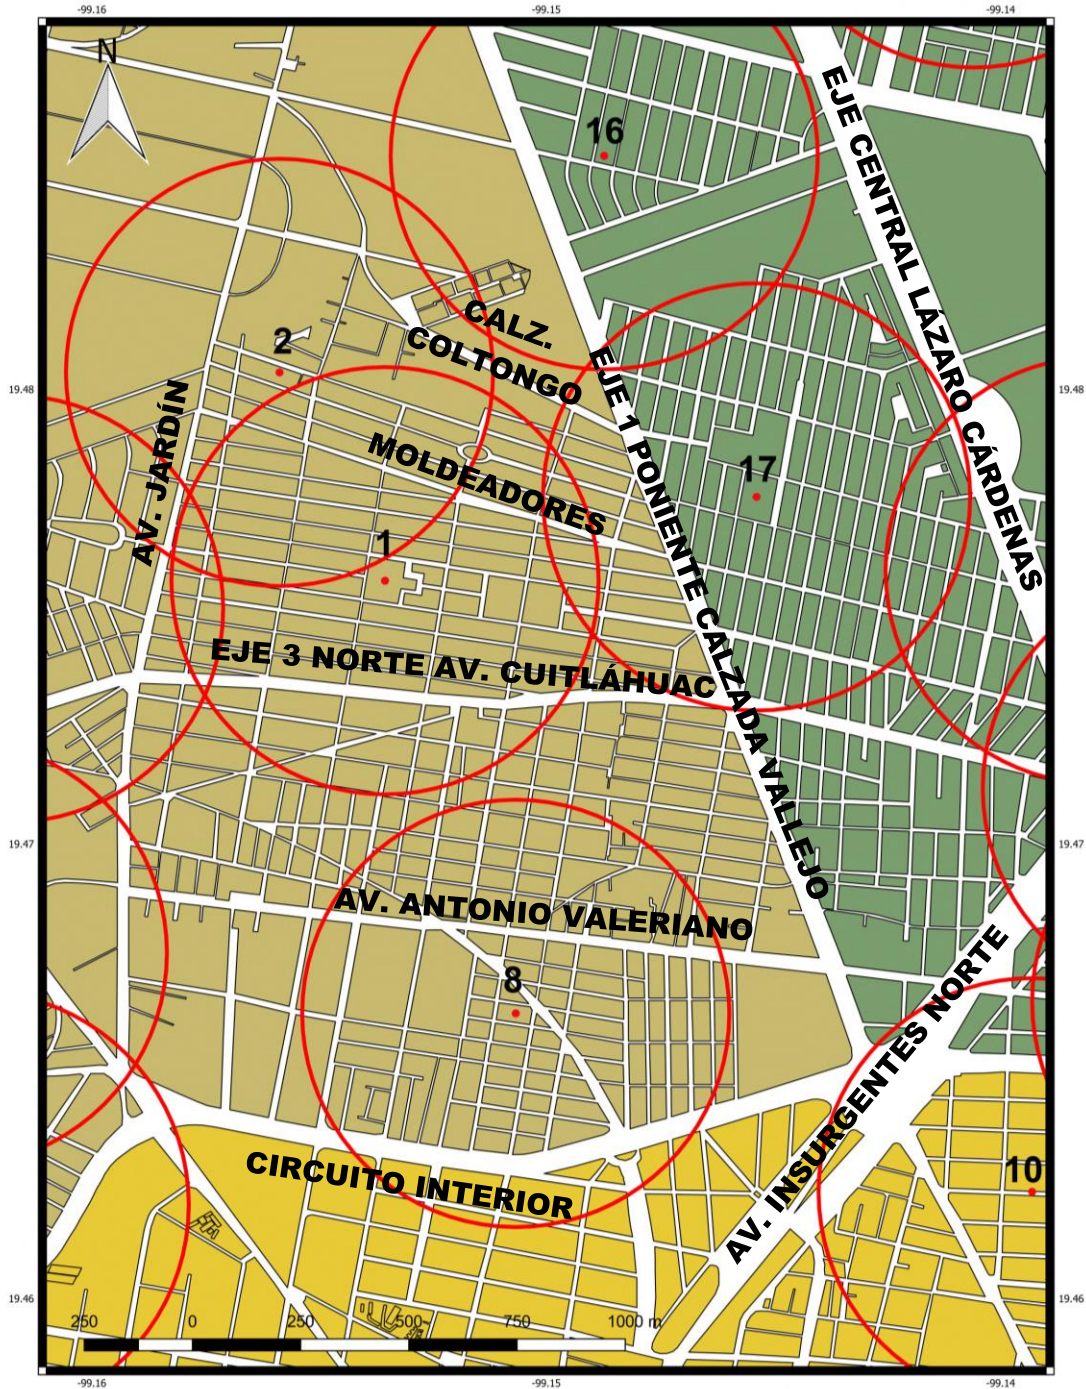 -99.16
-99.15
-99.14
N
16
EJE CENTRAL LÁZARO CÁRDENAS
2
CALZ.
COLTONGO
19.48
19.48
EJE 1 PONIENTE CALZADA VALLEJO
AV. JARDÍN
MOLDEADORES
17
1
EJE 3 NORTE AV. CUITLÁHUAC
19.47
19.47
AV. ANTONIO VALERIANO
8
AV. INSURGENTES NORTE
CIRCUITO INTERIOR
10
19.46
19.46
250 0 250 500 750 1000 m
-99.16
-99.15
-99.14